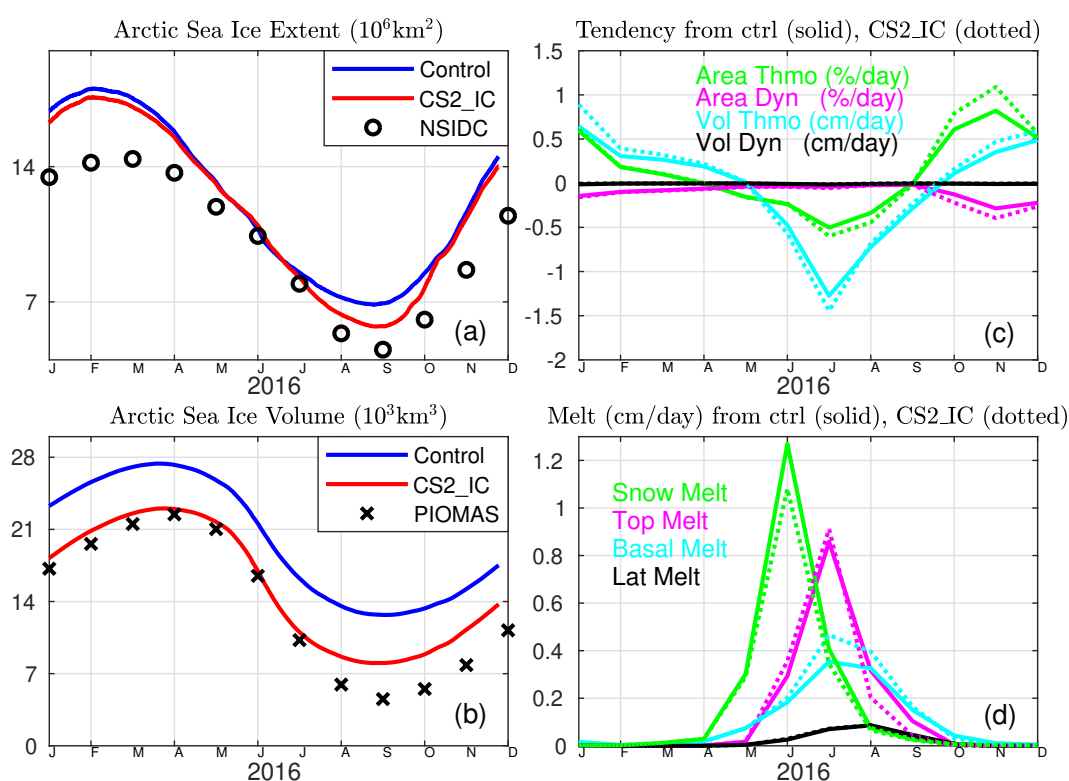 Arctic Sea Ice Extent (10⁶km²)
Control
CS2_IC
NSIDC
14
7
(a)
J F M A M J J A S O N D
2016
Tendency from ctrl (solid), CS2_IC (dotted)
1.5
1
0.5
0
-0.5
-1
-1.5
-2
Area Thmo (%/day)
Area Dyn (%/day)
Vol Thmo (cm/day)
Vol Dyn (cm/day)
(c)
J F M A M J J A S O N D
2016
Arctic Sea Ice Volume (10³km³)
Control
CS2_IC
PIOMAS
28
21
14
7
0
(b)
J F M A M J J A S O N D
2016
Melt (cm/day) from ctrl (solid), CS2_IC (dotted)
1.2
1
0.8
0.6
0.4
0.2
0
Snow Melt
Top Melt
Basal Melt
Lat Melt
(d)
J F M A M J J A S O N D
2016